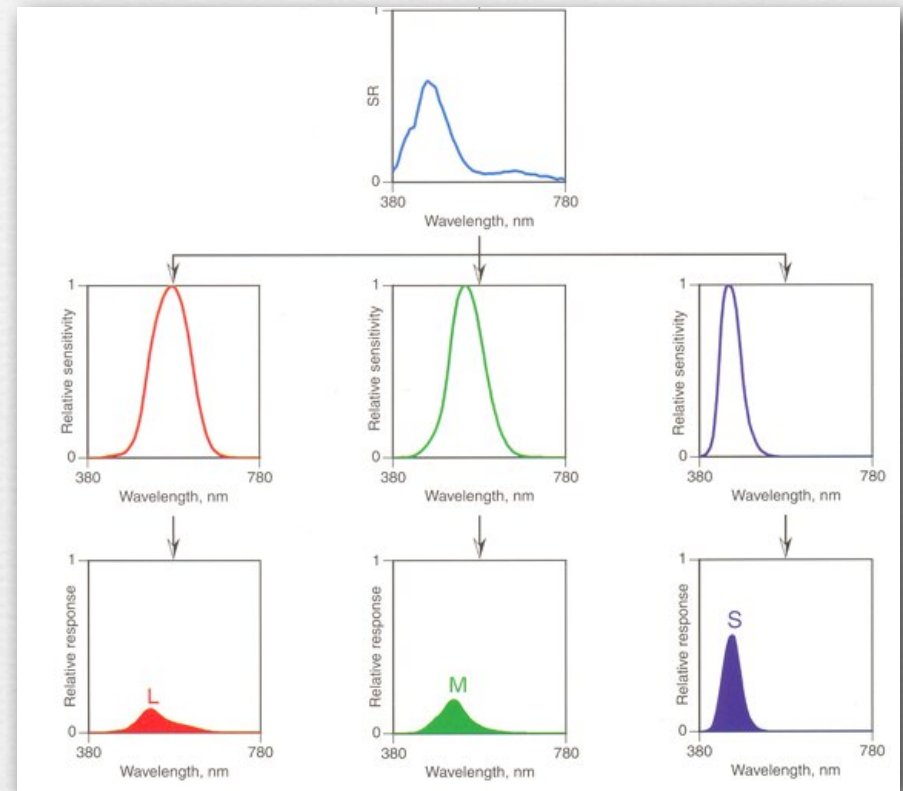 1
SR
0
380 780
Wavelength, nm
1 1 1
Relative sensitivity Relative sensitivity Relative sensitivity
0 0 0
380 780 380 780 380 780
Wavelength, nm Wavelength, nm Wavelength, nm
1 1 1
Relative response Relative response Relative response
L M S
0 0 0
380 780 380 780 380 780
Wavelength, nm Wavelength, nm Wavelength, nm